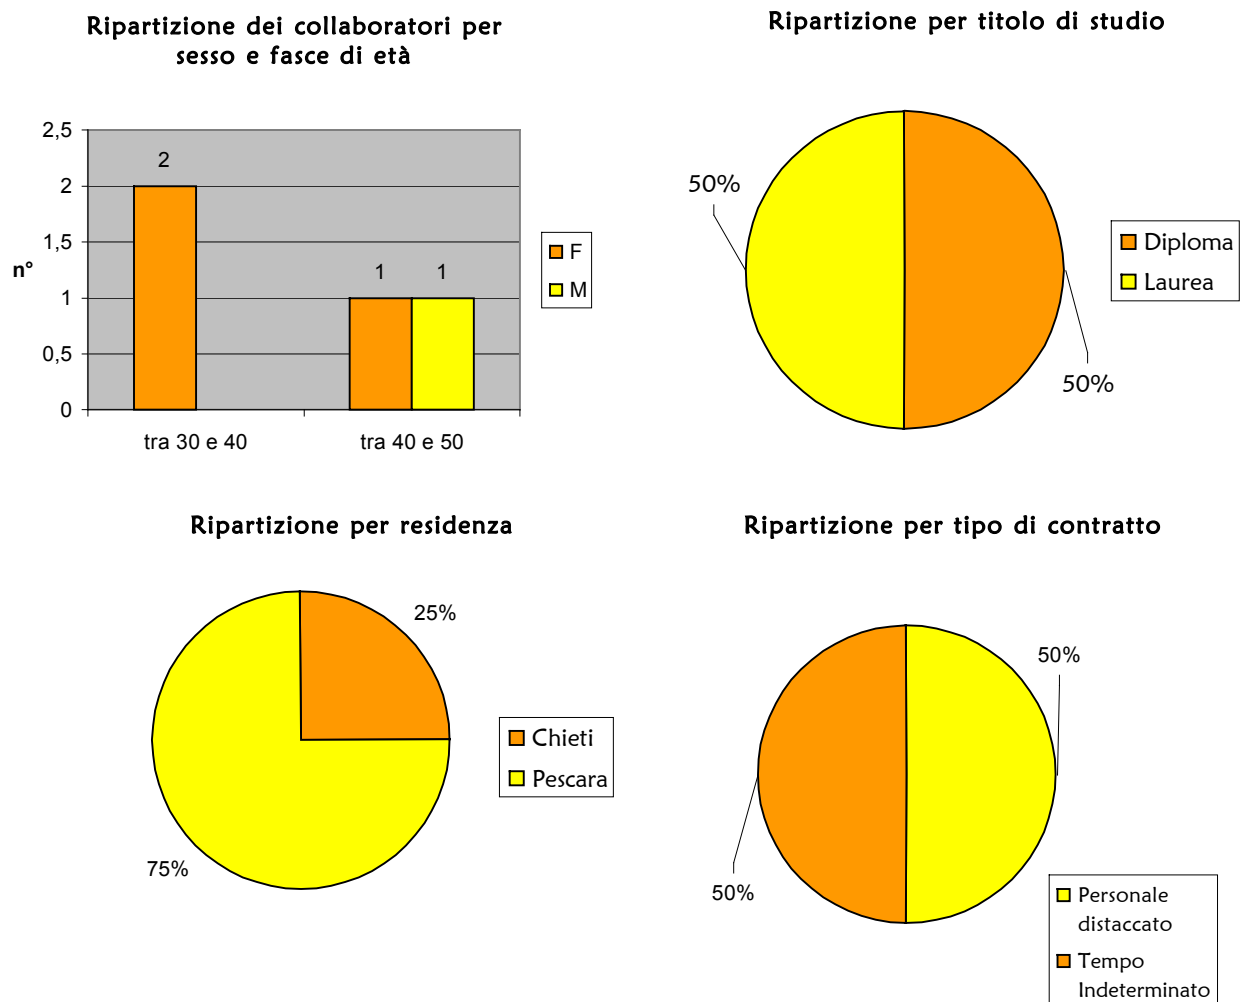 Ripartizione dei collaboratori per
sesso e fasce di età
2,5
2
1,5
1
0,5
0
n°
2
1
1
tra 30 e 40
tra 40 e 50
F
M
Ripartizione per titolo di studio
50%
50%
Diploma
Laurea
Ripartizione per residenza
25%
75%
Chieti
Pescara
Ripartizione per tipo di contratto
50%
50%
Personale
distaccato
Tempo
Indeterminato